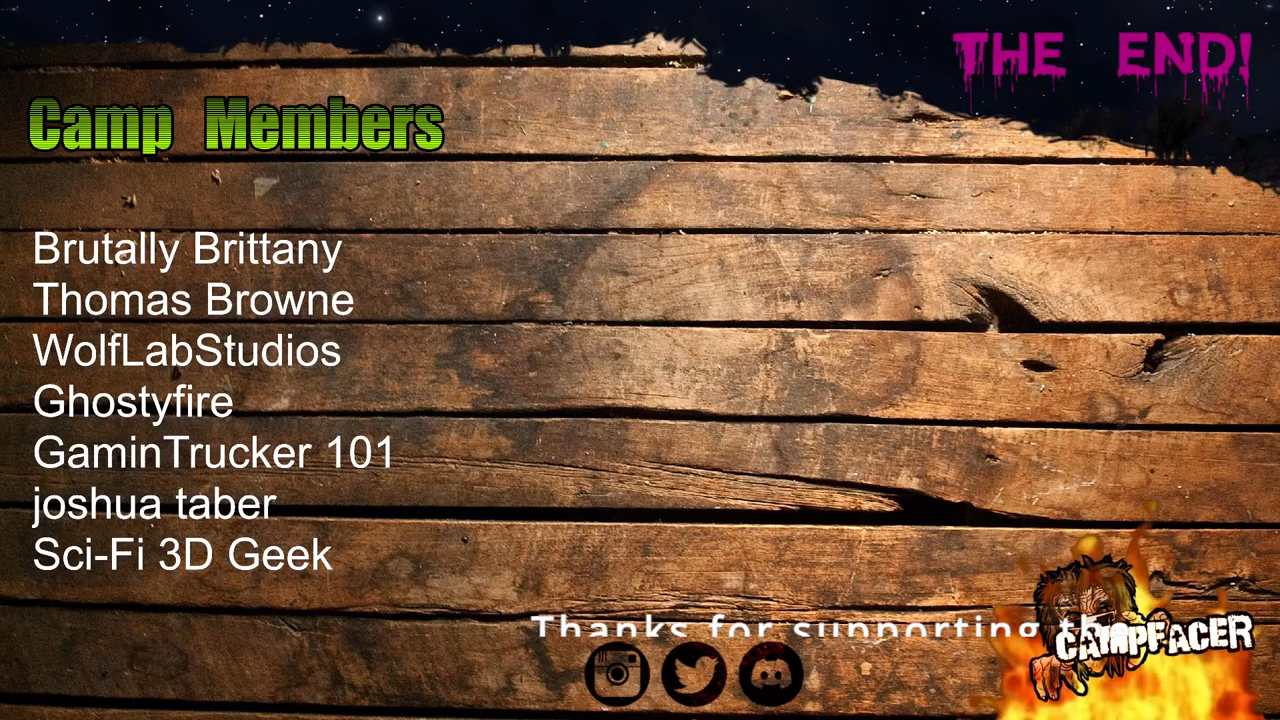 THE END!
Camp Members
Brutally Brittany
Thomas Browne
WolfLabStudios
Ghostyfire
GaminTrucker 101
joshua taber
Sci-Fi 3D Geek
Thanks for supporting the
CAMPFACER